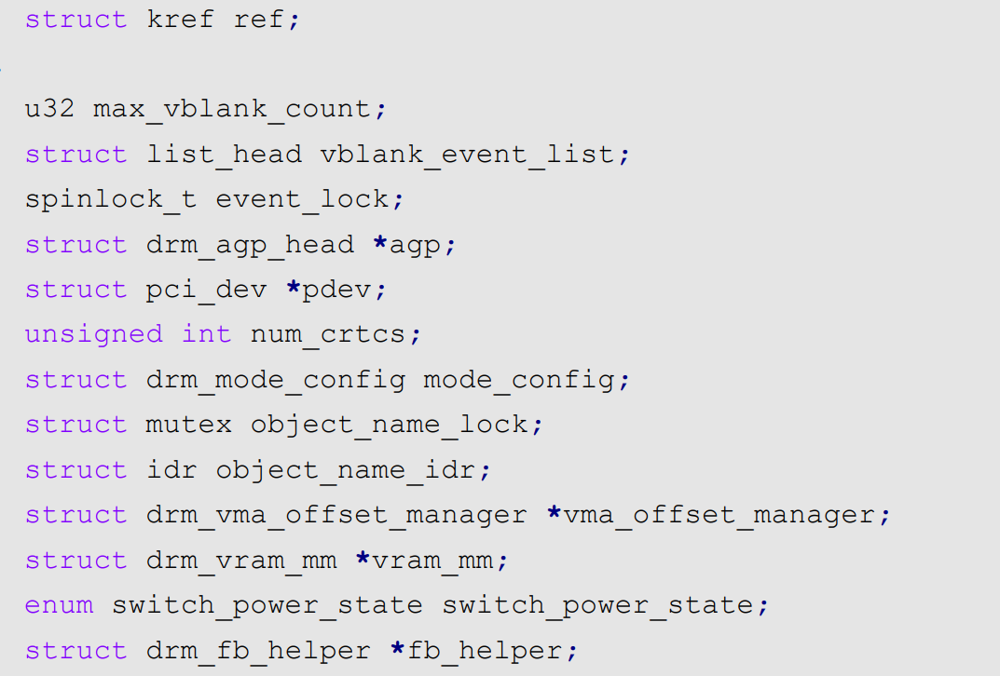 struct kref ref;
u32 max_vblank_count;
struct list_head vblank_event_list;
spinlock_t event_lock;
struct drm_agp_head *agp;
struct pci_dev *pdev;
unsigned int num_crtcs;
struct drm_mode_config mode_config;
struct mutex object_name_lock;
struct idr object_name_idr;
struct drm_vma_offset_manager *vma_offset_manager;
struct drm_vram_mm *vram_mm;
enum switch_power_state switch_power_state;
struct drm_fb_helper *fb_helper;